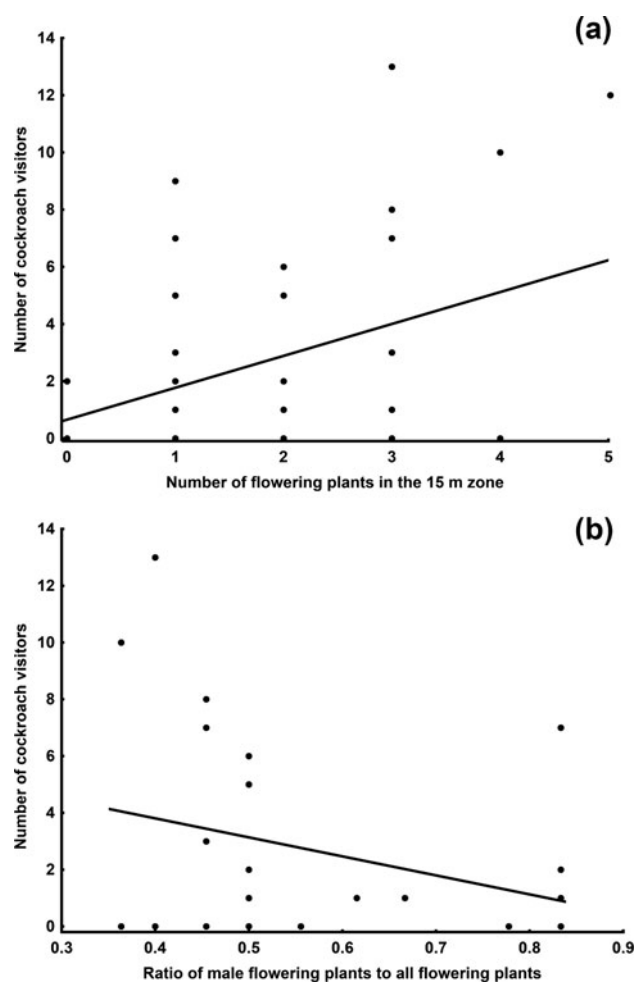 (a)
14
12
10
8
6
4
2
0
Number of cockroach visitors
0 1 2 3 4 5
Number of flowering plants in the 15 m zone
(b)
14
12
10
8
6
4
2
0
Number of cockroach visitors
0.3 0.4 0.5 0.6 0.7 0.8 0.9
Ratio of male flowering plants to all flowering plants